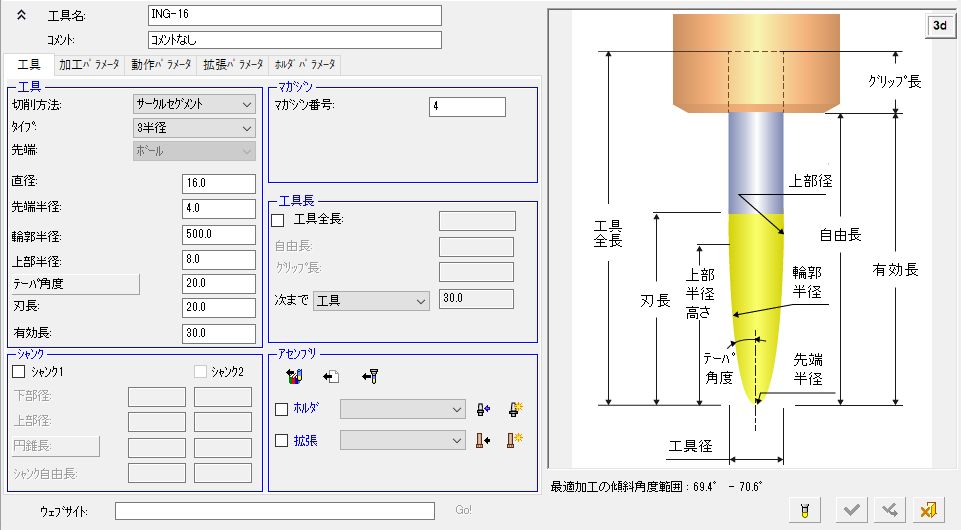 工具名: ING-16
コメント: コメントなし
工具 加工パラメータ 動作パラメータ 拡張パラメータ ホルダパラメータ
工具
切削方法: サークルセグメント
タイプ: 3半径
先端: ボール
直径: 16.0
先端半径: 4.0
輪郭半径: 500.0
上部半径: 8.0
テーパ角度 20.0
刃長: 20.0
有効長: 30.0
マガジン
マガジン番号: 4
工具長
工具全長:
自由長:
グリップ長:
次まで 工具 30.0
シャンク
シャンク1 シャンク2
下部径:
上部径:
円錐長:
シャンク自由長:
アセンブリ
ホルダ
拡張
ウェブサイト: Go!
3d
グリップ長
上部径
工具
全長
自由長
有効長
刃長
上部
半径
高さ
輪郭
半径
テーパ
角度
先端
半径
工具径
最適加工の傾斜角度範囲 : 69.4° - 70.6°